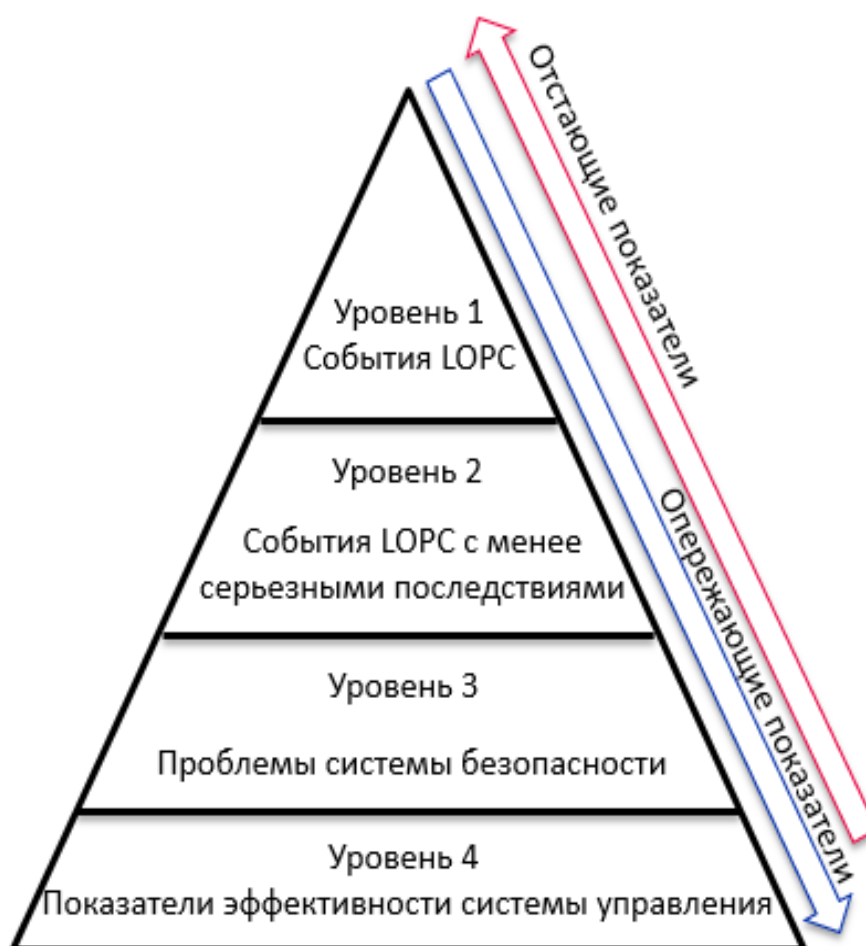 Отстающие показатели
Уровень 1
События LOPC
Уровень 2
События LOPC с менее
серьезными последствиями
Опережающие показатели
Уровень 3
Проблемы системы безопасности
Уровень 4
Показатели эффективности системы управления